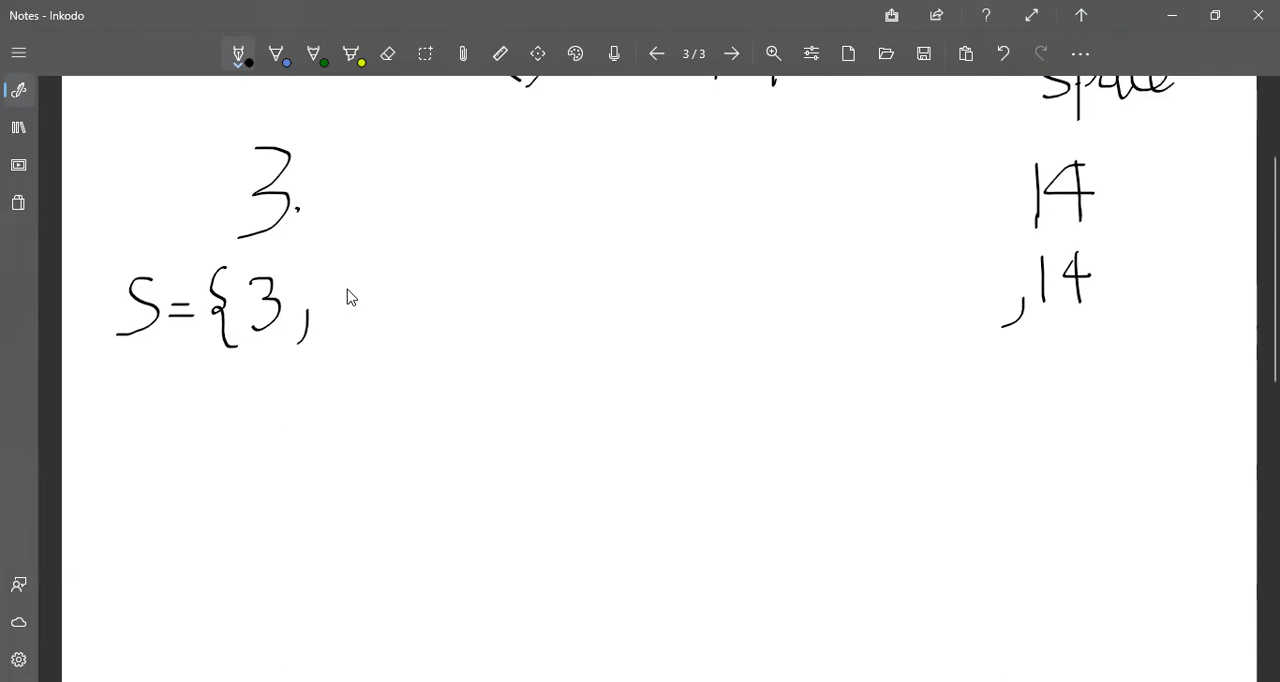 Notes - Inkodo
3 / 3
space
3. 14
S = { 3 , , 14